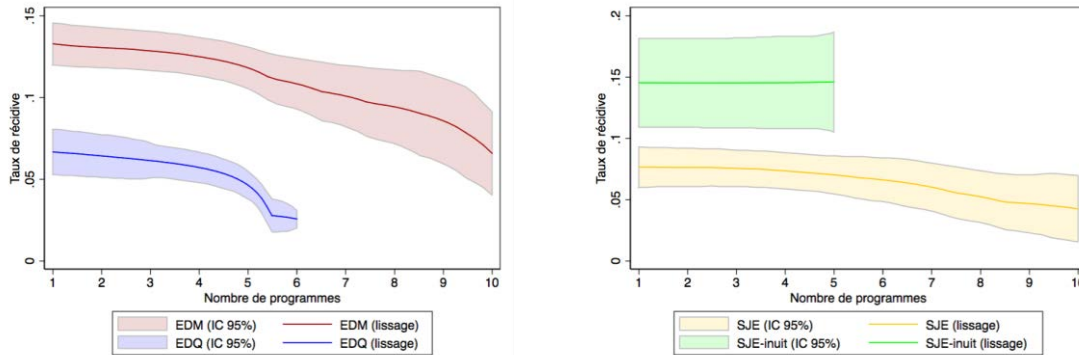 .15
.1
.05
0
Taux de récidive
1 2 3 4 5 6 7 8 9 10
Nombre de programmes
EDM (IC 95%) EDM (lissage)
EDQ (IC 95%) EDQ (lissage)
.2
.15
.1
.05
0
Taux de récidive
1 2 3 4 5 6 7 8 9 10
Nombre de programmes
SJE (IC 95%) SJE (lissage)
SJE-inuit (IC 95%) SJE-inuit (lissage)